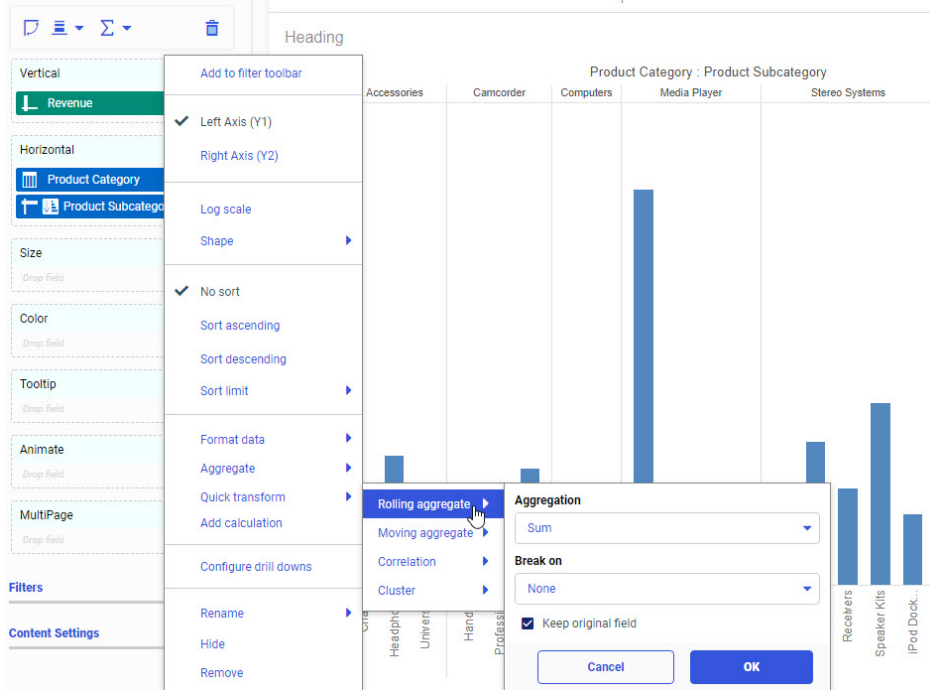 Heading
Vertical
Revenue
Horizontal
Product Category
Product Subcatego
Size
Drop field
Color
Drop field
Tooltip
Drop field
Animate
Drop field
MultiPage
Drop field
Filters
Content Settings
Add to filter toolbar
Left Axis (Y1)
Right Axis (Y2)
Log scale
Shape
No sort
Sort ascending
Sort descending
Sort limit
Format data
Aggregate
Quick transform
Add calculation
Configure drill downs
Rename
Hide
Remove
Rolling aggregate
Moving aggregate
Correlation
Cluster
Aggregation
Sum
Break on
None
Keep original field
Cancel
OK
Product Category : Product Subcategory
Accessories
Camcorder
Computers
Media Player
Stereo Systems
Headpho
Univers
Hand
Professi
Receivers
Speaker Kits
iPod Dock...